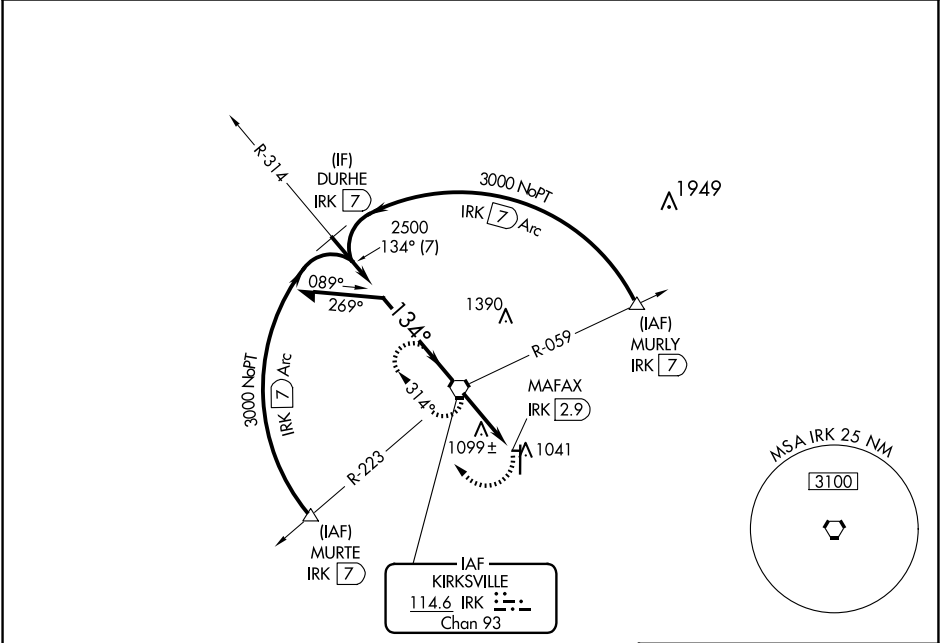 R-314
(IF)
DURHE
IRK 7
3000 NoPT
IRK 7 Arc
1949
2500
134° (7)
089°
269°
134°
1390
R-059
(IAF)
MURLY
IRK 7
3000 NoPT
IRK 7 Arc
314°
MAFAX
IRK 2.9
1099±
1041
R-223
(IAF)
MURTE
IRK 7
MSA IRK 25 NM
3100
IAF
KIRKSVILLE
114.6 IRK
Chan 93